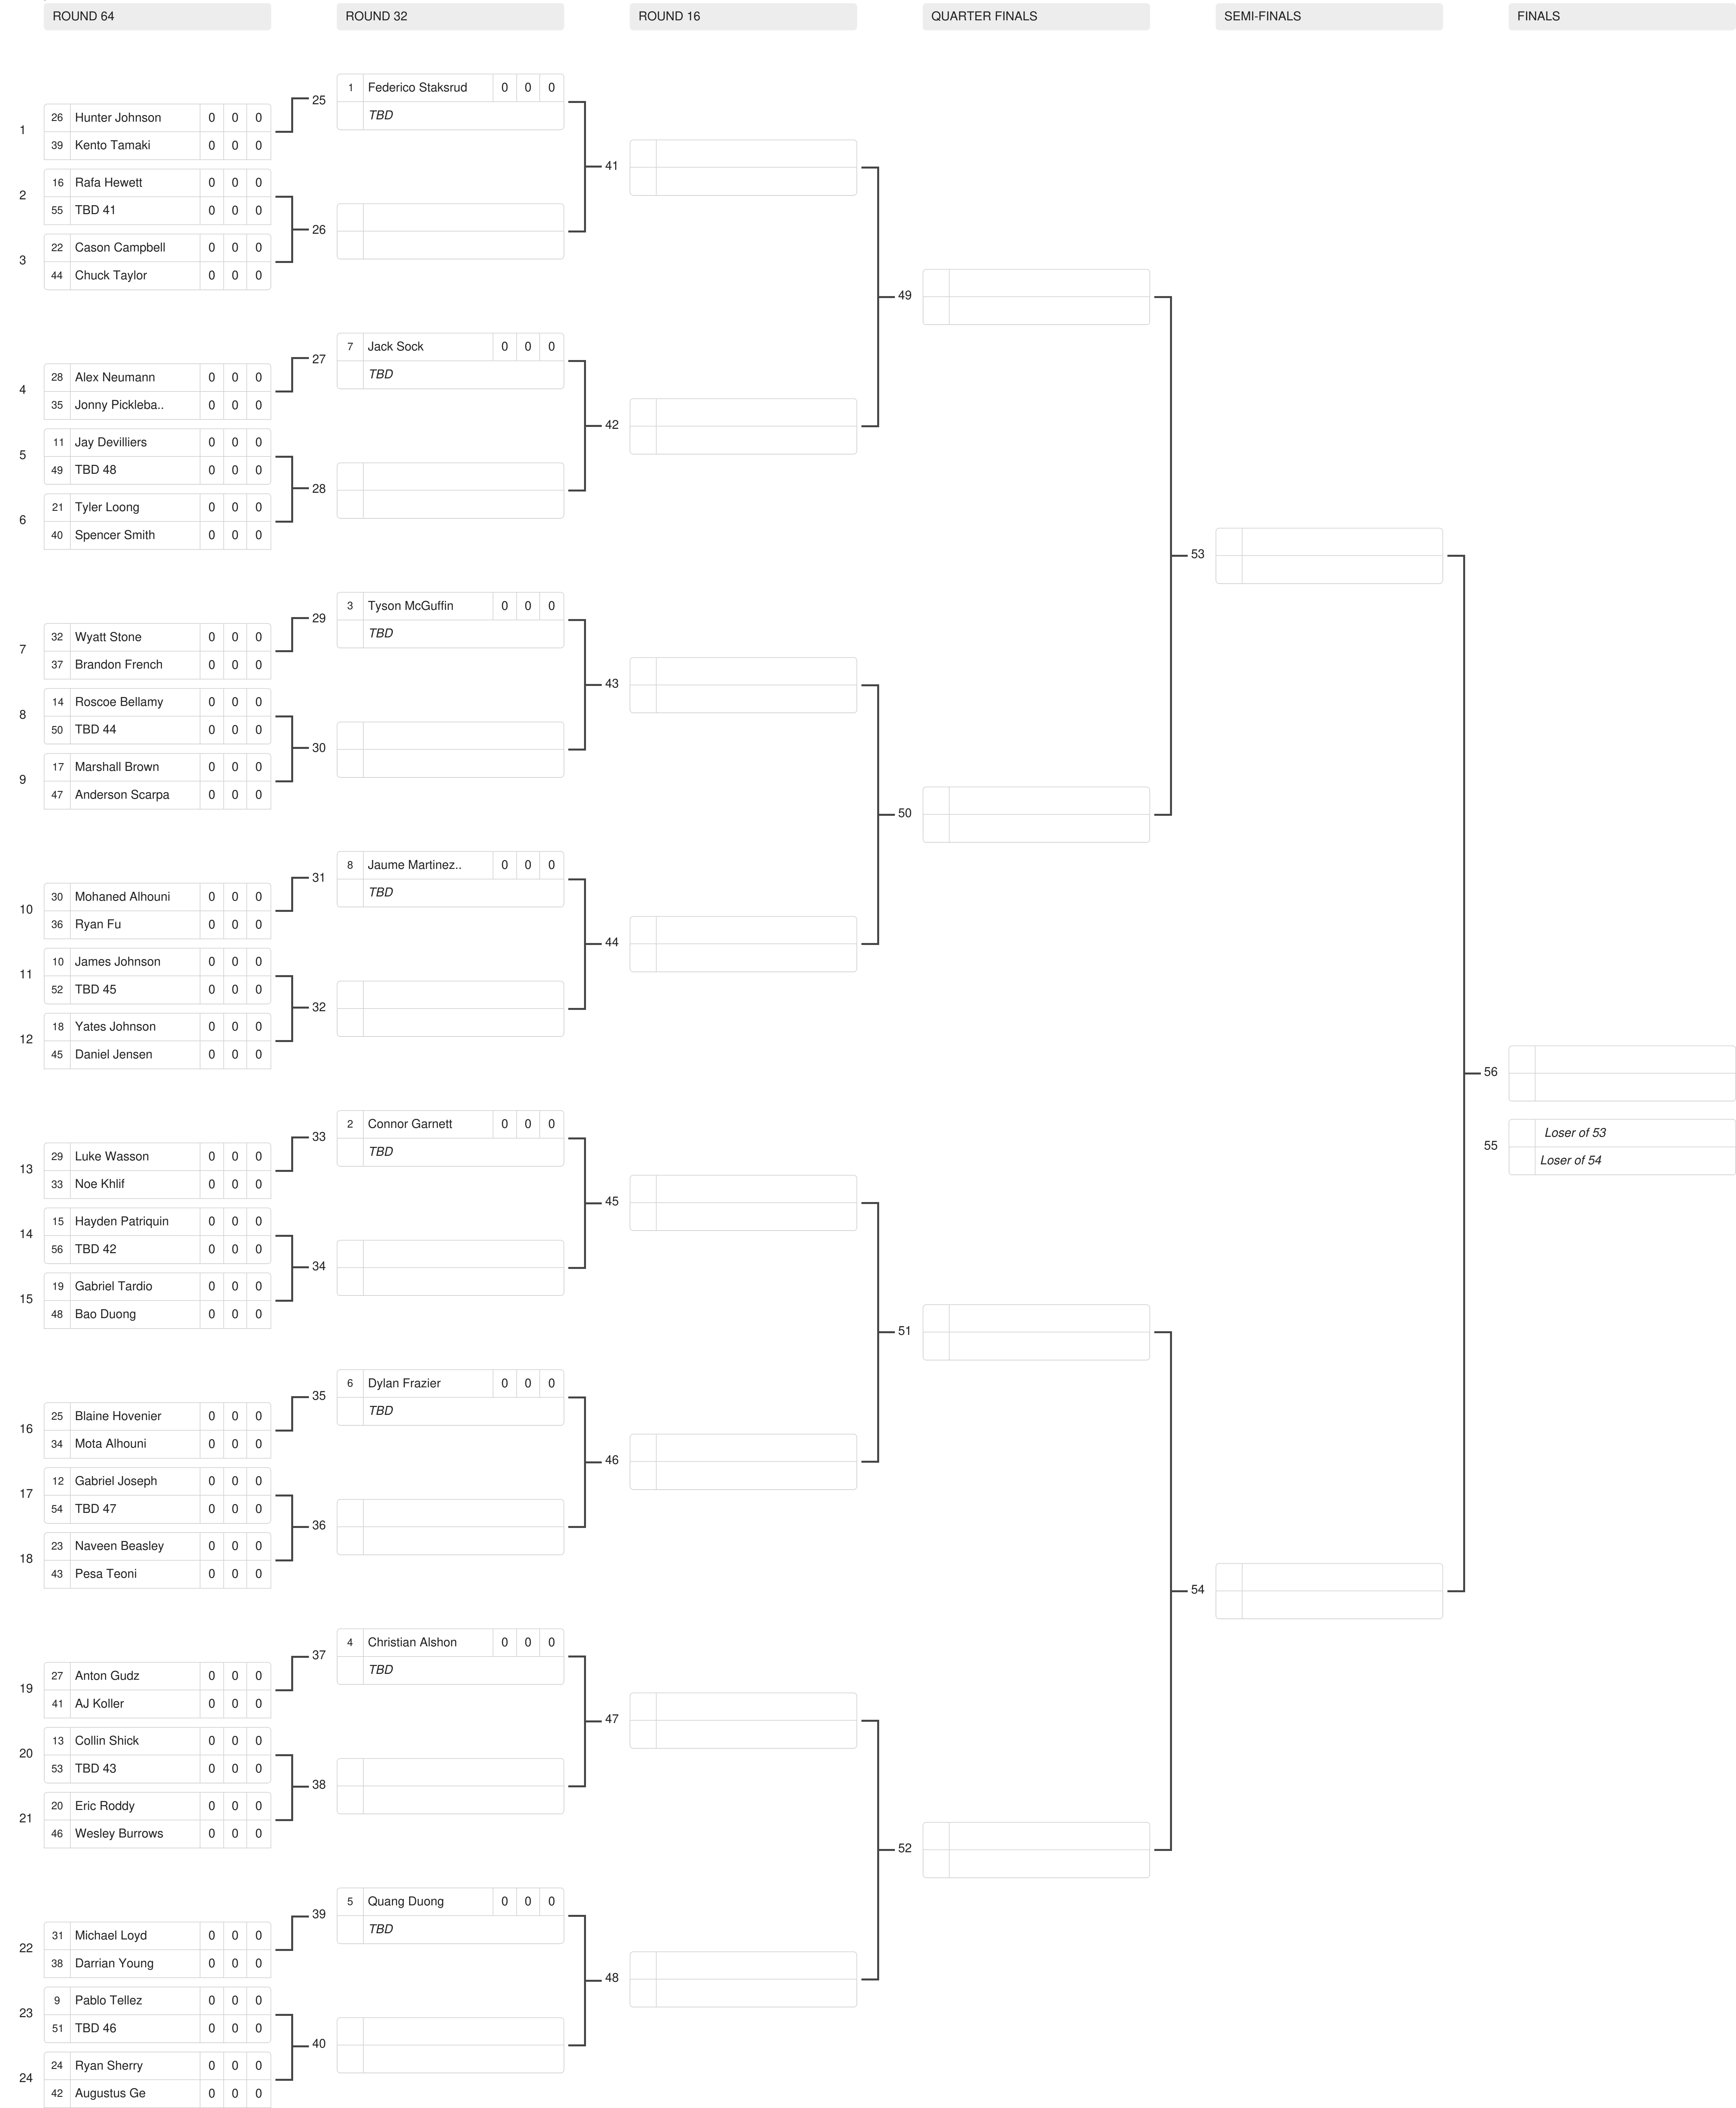 ROUND 64 ROUND 32 ROUND 16 QUARTER FINALS SEMI-FINALS FINALS
1
26 Hunter Johnson 0 0 0
39 Kento Tamaki 0 0 0
2
16 Rafa Hewett 0 0 0
55 TBD 41 0 0 0
3
22 Cason Campbell 0 0 0
44 Chuck Taylor 0 0 0
4
28 Alex Neumann 0 0 0
35 Jonny Pickleba.. 0 0 0
5
11 Jay Devilliers 0 0 0
49 TBD 48 0 0 0
6
21 Tyler Loong 0 0 0
40 Spencer Smith 0 0 0
7
32 Wyatt Stone 0 0 0
37 Brandon French 0 0 0
8
14 Roscoe Bellamy 0 0 0
50 TBD 44 0 0 0
9
17 Marshall Brown 0 0 0
47 Anderson Scarpa 0 0 0
10
30 Mohaned Alhouni 0 0 0
36 Ryan Fu 0 0 0
11
10 James Johnson 0 0 0
52 TBD 45 0 0 0
12
18 Yates Johnson 0 0 0
45 Daniel Jensen 0 0 0
13
29 Luke Wasson 0 0 0
33 Noe Khlif 0 0 0
14
15 Hayden Patriquin 0 0 0
56 TBD 42 0 0 0
15
19 Gabriel Tardio 0 0 0
48 Bao Duong 0 0 0
16
25 Blaine Hovenier 0 0 0
34 Mota Alhouni 0 0 0
17
12 Gabriel Joseph 0 0 0
54 TBD 47 0 0 0
18
23 Naveen Beasley 0 0 0
43 Pesa Teoni 0 0 0
19
27 Anton Gudz 0 0 0
41 AJ Koller 0 0 0
20
13 Collin Shick 0 0 0
53 TBD 43 0 0 0
21
20 Eric Roddy 0 0 0
46 Wesley Burrows 0 0 0
22
31 Michael Loyd 0 0 0
38 Darrian Young 0 0 0
23
9 Pablo Tellez 0 0 0
51 TBD 46 0 0 0
24
24 Ryan Sherry 0 0 0
42 Augustus Ge 0 0 0
25
1 Federico Staksrud 0 0 0
TBD
26
27
7 Jack Sock 0 0 0
TBD
28
29
3 Tyson McGuffin 0 0 0
TBD
30
31
8 Jaume Martinez.. 0 0 0
TBD
32
33
2 Connor Garnett 0 0 0
TBD
34
35
6 Dylan Frazier 0 0 0
TBD
36
37
4 Christian Alshon 0 0 0
TBD
38
39
5 Quang Duong 0 0 0
TBD
40
41
42
43
44
45
46
47
48
49
50
51
52
53
54
56
55
Loser of 53
Loser of 54